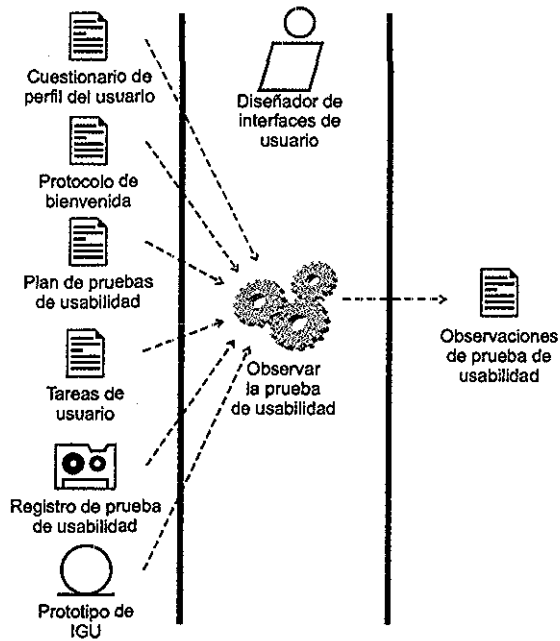 Cuestionario de
perfil del usuario
Protocolo de
bienvenida
Plan de pruebas
de usabilidad
Tareas de
usuario
Registro de prueba
de usabilidad
Prototipo de
IGU
Diseñador de
interfaces de
usuario
Observar
la prueba
de usabilidad
Observaciones
de prueba de
usabilidad